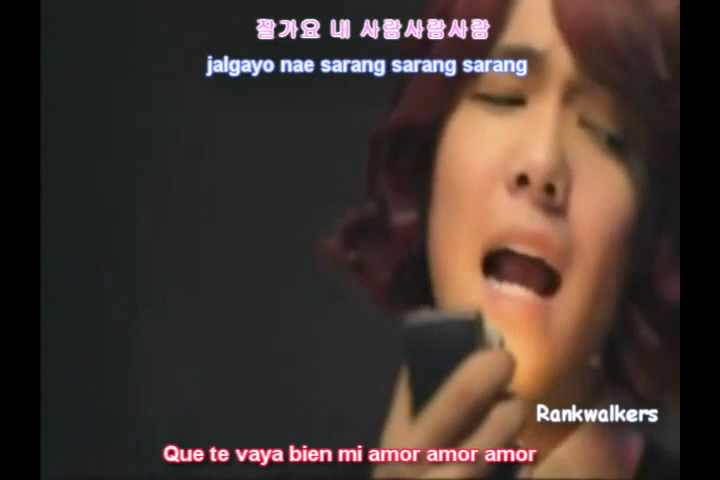 잘가요 내 사랑사랑사랑
jalgayo nae sarang sarang sarang
Rankwalkers
Que te vaya bien mi amor amor amor